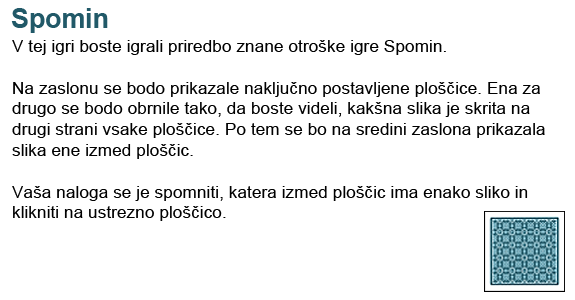 Spomin
V tej igri boste igrali priredbo znane otroške igre Spomin.
Na zaslonu se bodo prikazale naključno postavljene ploščice. Ena za
drugo se bodo obrnile tako, da boste videli, kakšna slika je skrita na
drugi strani vsake ploščice. Po tem se bo na sredini zaslona prikazala
slika ene izmed ploščic.
Vaša naloga se je spomniti, katera izmed ploščic ima enako sliko in
klikniti na ustrezno ploščico.